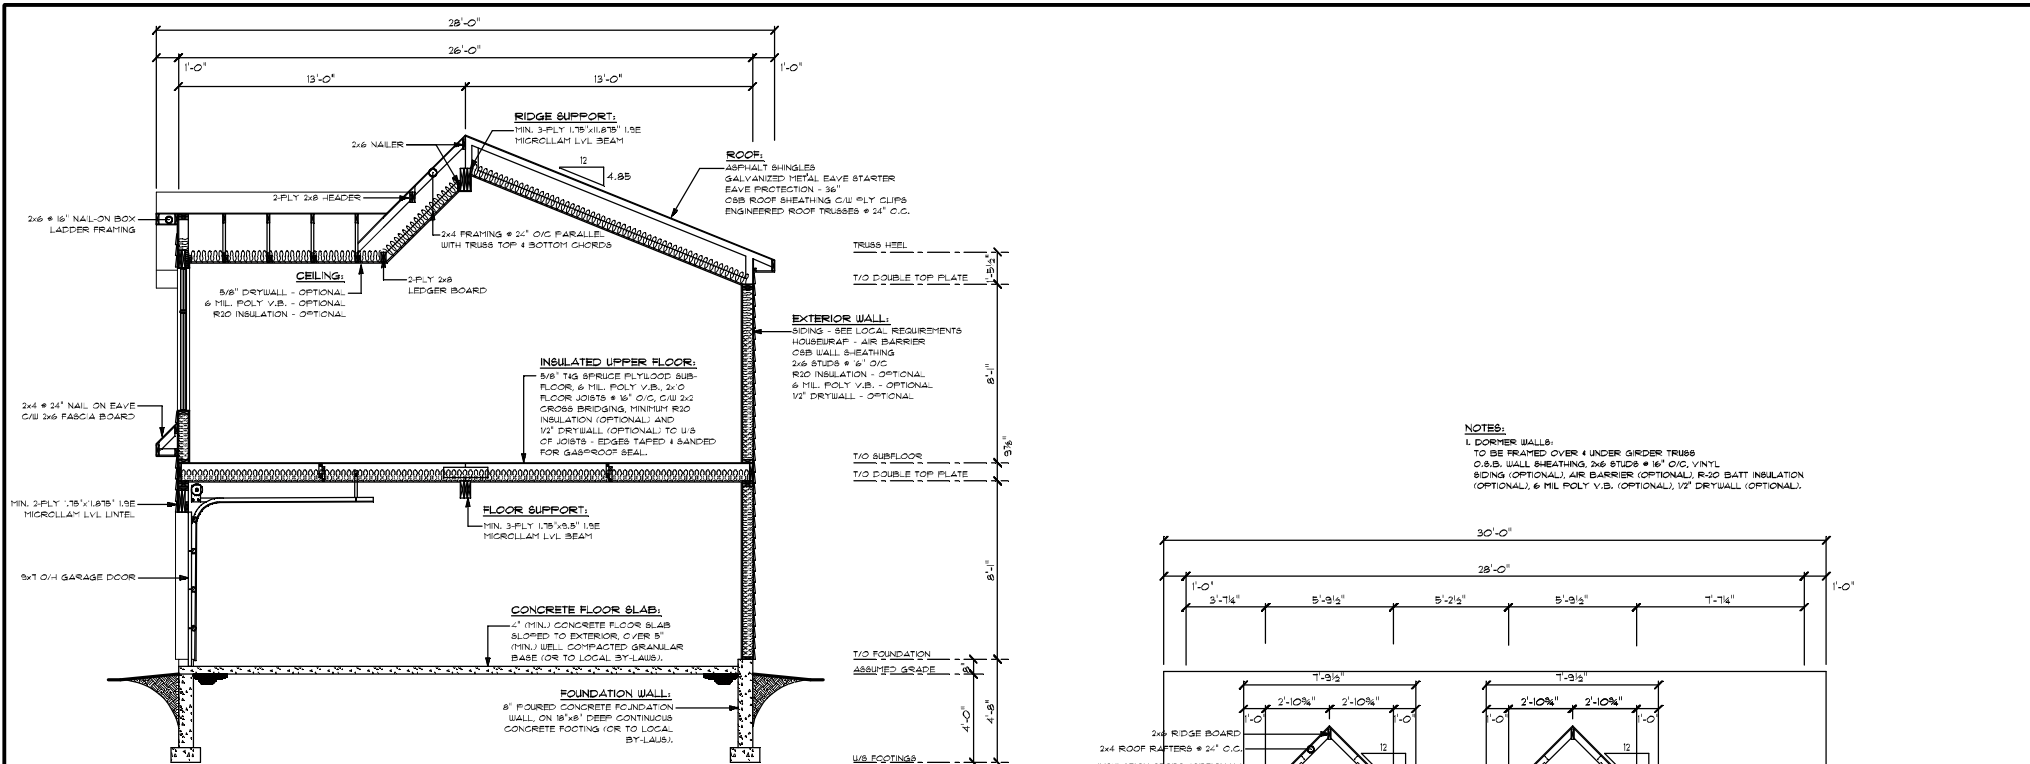 28'-0"
26'-0"
1'-0"
1'-0"
13'-0"
13'-0"
RIDGE SUPPORT:
MIN. 3-PLY 1.75"x11.875" 1.9E
MICROLLAM LVL BEAM
2x6 NAILER
12
4.85
ROOF:
ASPHALT SHINGLES
GALVANIZED METAL EAVE STARTER
EAVE PROTECTION - 36"
OSB ROOF SHEATHING C/W PLY CLIPS
ENGINEERED ROOF TRUSSES @ 24" O.C.
2-PLY 2x8 HEADER
2x6 @ 16" NAIL-ON BOX
LADDER FRAMING
2x4 FRAMING @ 24" O/C PARALLEL
WITH TRUSS TOP & BOTTOM CHORDS
CEILING:
5/8" DRYWALL - OPTIONAL
6 MIL. POLY V.B. - OPTIONAL
R20 INSULATION - OPTIONAL
2-PLY 2x8
LEDGER BOARD
TRUSS HEEL
1'-5½"
T/O DOUBLE TOP PLATE
EXTERIOR WALL:
SIDING - SEE LOCAL REQUIREMENTS
HOUSEWRAP - AIR BARRIER
OSB WALL SHEATHING
2x6 STUDS @ 16" O/C
R20 INSULATION - OPTIONAL
6 MIL. POLY V.B. - OPTIONAL
1/2" DRYWALL - OPTIONAL
8'-1"
INSULATED UPPER FLOOR:
5/8" T&G SPRUCE PLYWOOD SUB-
FLOOR, 6 MIL. POLY V.B., 2x10
FLOOR JOISTS @ 16" O/C, C/W 2x2
CROSS BRIDGING, MINIMUM R20
INSULATION (OPTIONAL) AND
1/2" DRYWALL (OPTIONAL) TO U/S
OF JOISTS - EDGES TAPED & SANDED
FOR GASPROOF SEAL.
2x4 @ 24" NAIL ON EAVE
C/W 2x6 FASCIA BOARD
9⅞"
T/O SUBFLOOR
T/O DOUBLE TOP PLATE
MIN. 2-PLY 1.75"x11.875" 1.9E
MICROLLAM LVL LINTEL
FLOOR SUPPORT:
MIN. 3-PLY 1.75"x9.5" 1.9E
MICROLLAM LVL BEAM
8'-1"
9x7 O/H GARAGE DOOR
CONCRETE FLOOR SLAB:
4" (MIN.) CONCRETE FLOOR SLAB
SLOPED TO EXTERIOR, OVER 5"
(MIN.) WELL COMPACTED GRANULAR
BASE (OR TO LOCAL BY-LAWS).
T/O FOUNDATION
ASSUMED GRADE
8"
FOUNDATION WALL:
8" POURED CONCRETE FOUNDATION
WALL, ON 18"x8" DEEP CONTINUOUS
CONCRETE FOOTING (OR TO LOCAL
BY-LAWS).
4'-0"
4'-8"
U/S FOOTINGS
NOTES:
1. DORMER WALLS:
TO BE FRAMED OVER & UNDER GIRDER TRUSS
O.S.B. WALL SHEATHING, 2x6 STUDS @ 16" O/C, VINYL
SIDING (OPTIONAL), AIR BARRIER (OPTIONAL), R-20 BATT INSULATION
(OPTIONAL), 6 MIL POLY V.B. (OPTIONAL), 1/2" DRYWALL (OPTIONAL).
30'-0"
28'-0"
1'-0"
1'-0"
3'-7¼"
5'-9½"
5'-2½"
5'-9½"
7'-7¼"
7'-9½"
7'-9½"
2'-10¾"
2'-10¾"
2'-10¾"
2'-10¾"
1'-0"
1'-0"
1'-0"
1'-0"
2x6 RIDGE BOARD
2x4 ROOF RAFTERS @ 24" O.C.
12
12